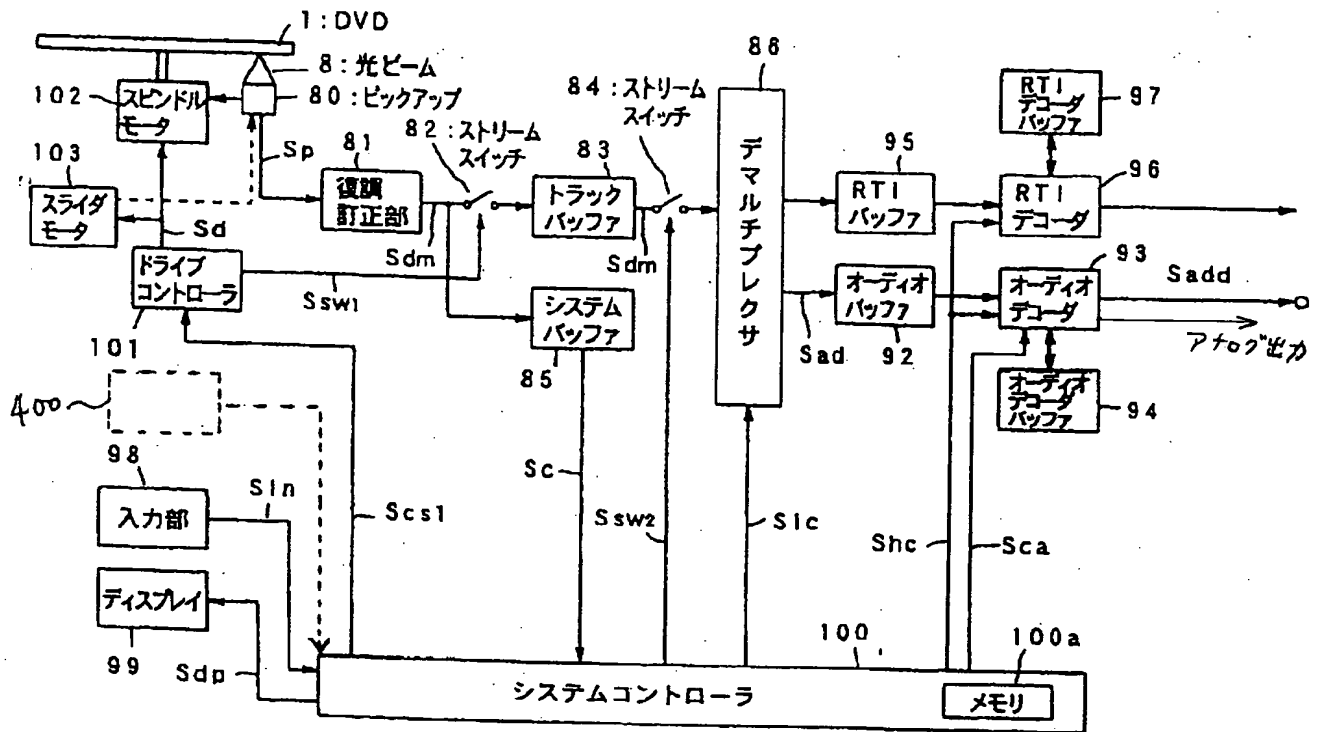 1:DVD
8:光ビーム
80:ピックアップ
102
スピンドル
モータ
103
スライダ
モータ
Sp
Sd
81
復調
訂正部
82:ストリーム
スイッチ
Sdm
83
トラック
バッファ
84:ストリーム
スイッチ
Sdm
86
デマルチプレクサ
95
RTI
バッファ
RTI
デコーダ
バッファ
97
RTI
デコーダ
96
ドライブ
コントローラ
101
Ssw1
システム
バッファ
85
Sad
オーディオ
バッファ
92
93
オーディオ
デコーダ
Sadd
アナログ出力
オーディオ
デコーダ
バッファ
94
400
98
入力部
Sin
ディスプレイ
99
Sdp
Scs1
Sc
Ssw2
Slc
Shc
Sca
100
100a
システムコントローラ
メモリ